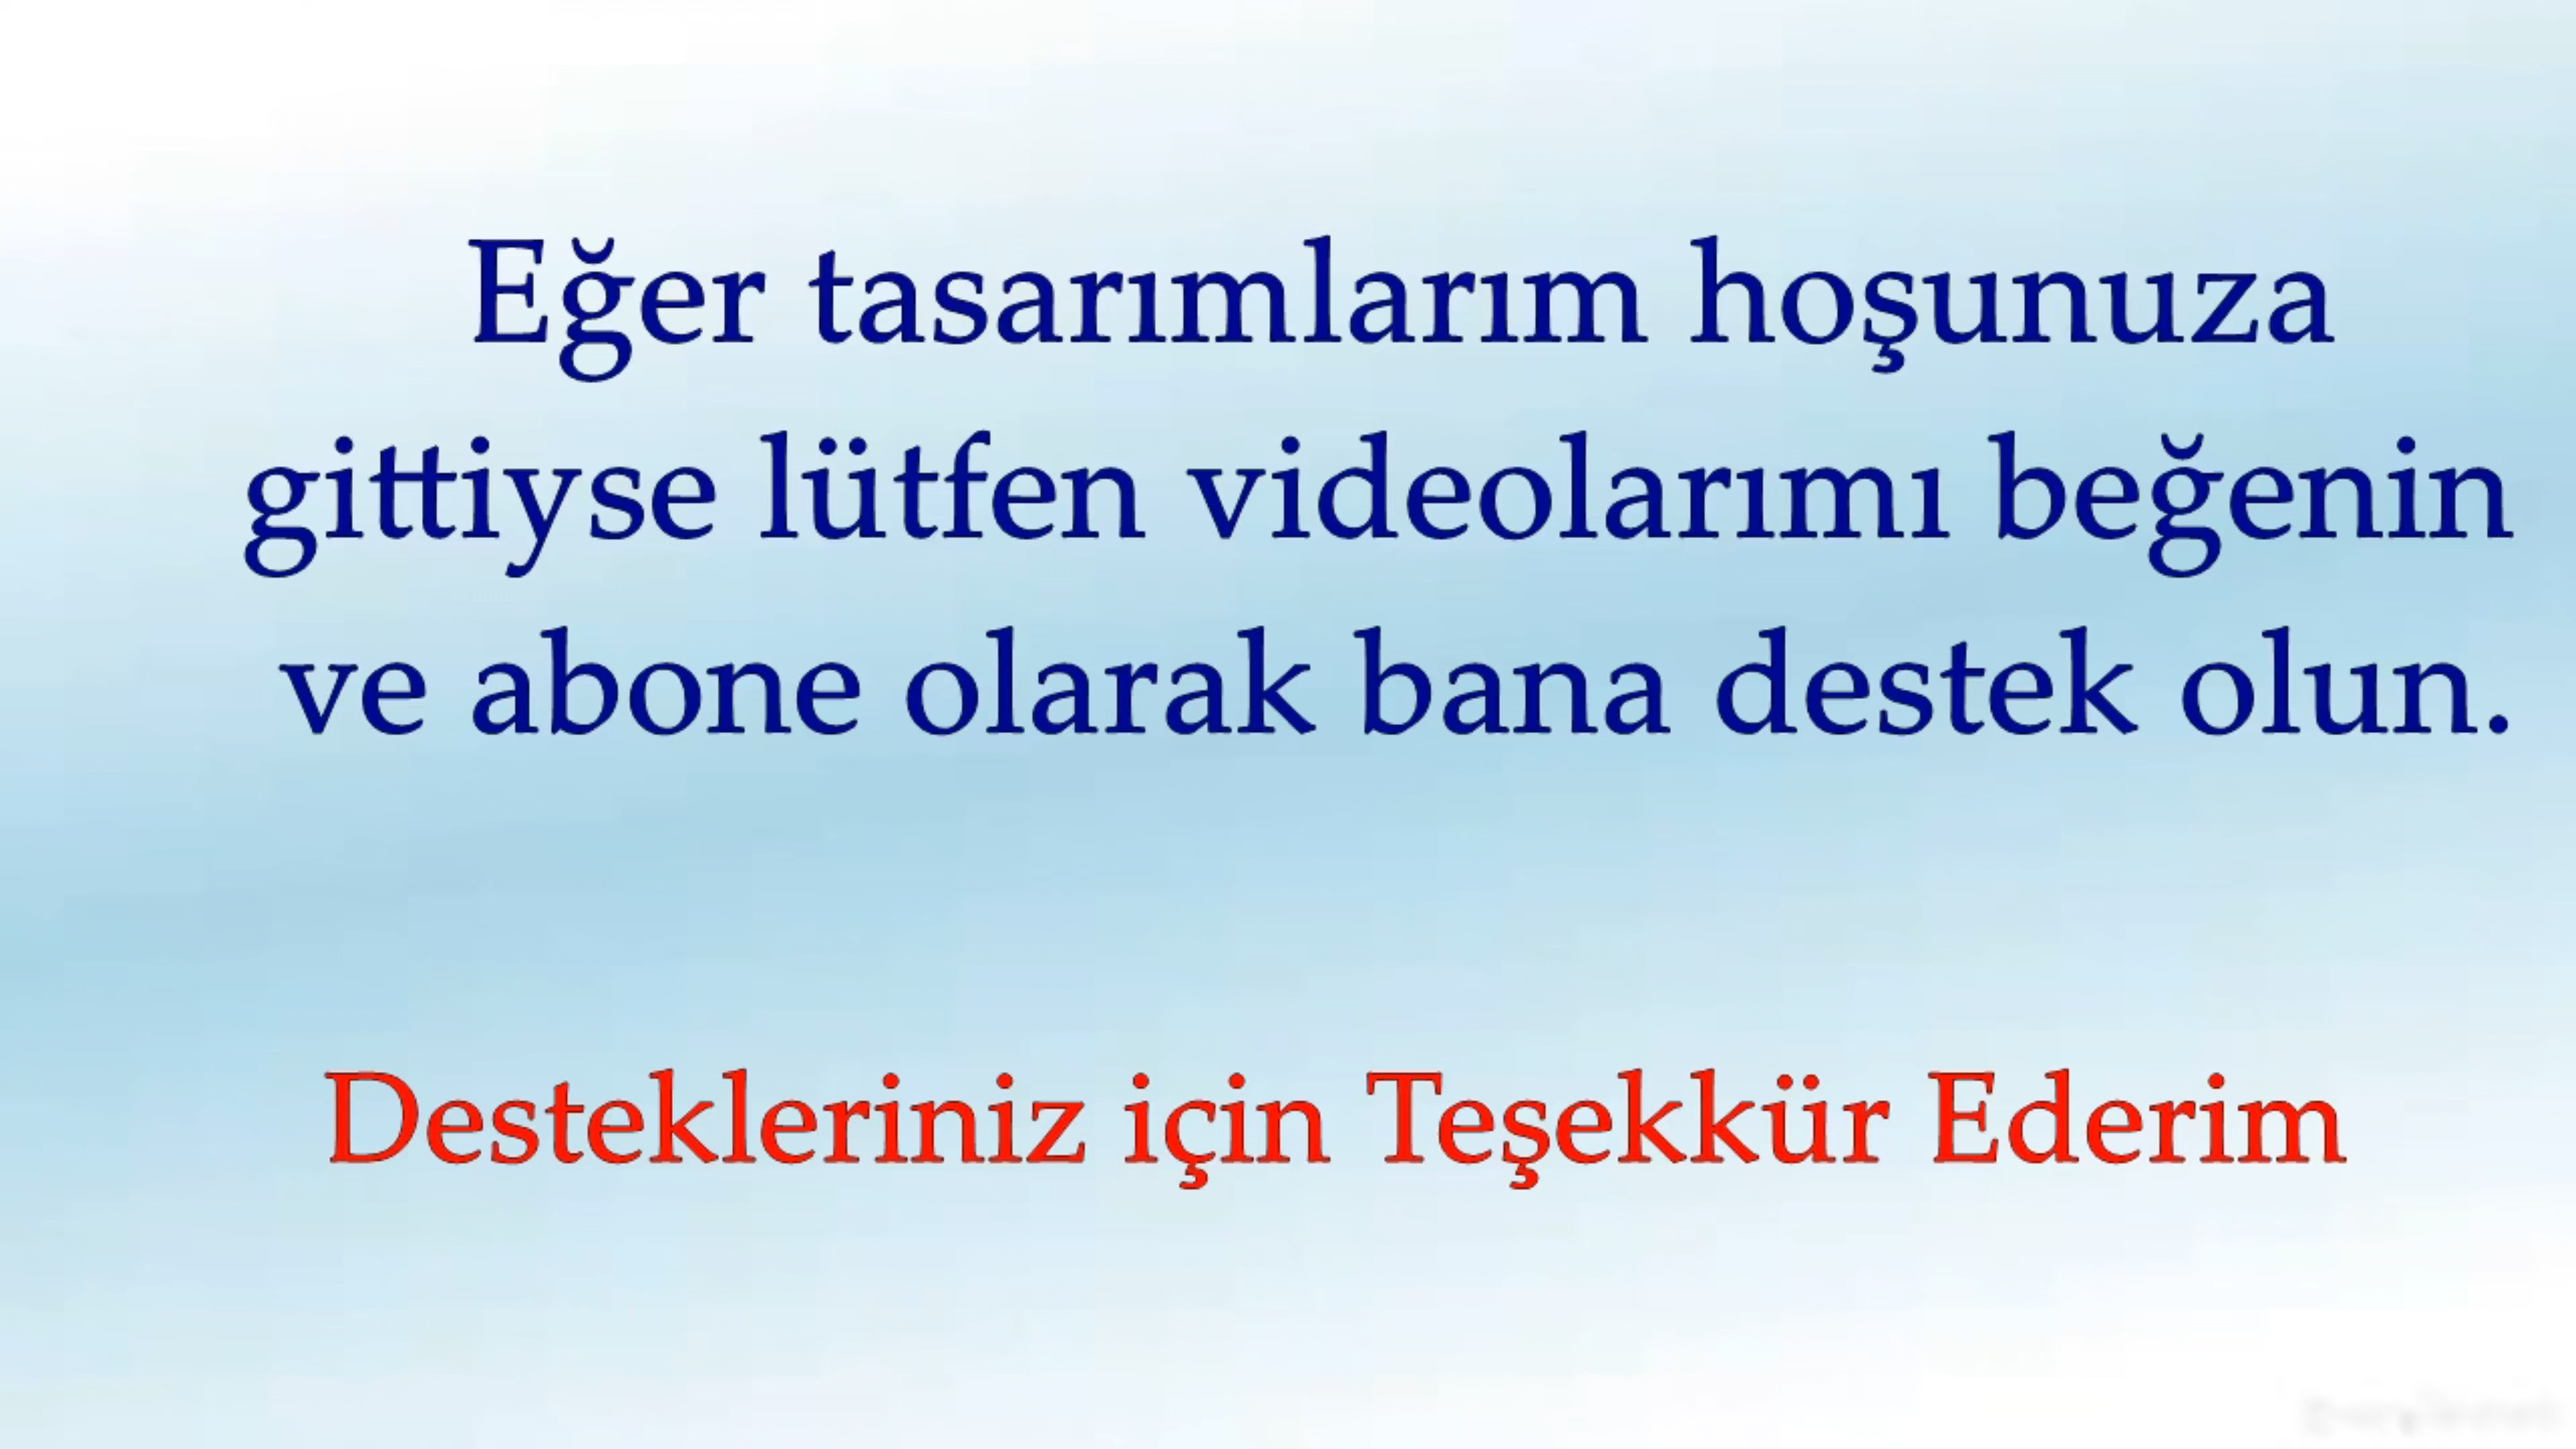 Eğer tasarımlarım hoşunuza
gittiyse lütfen videolarımı beğenin
ve abone olarak bana destek olun.
Destekleriniz için Teşekkür Ederim